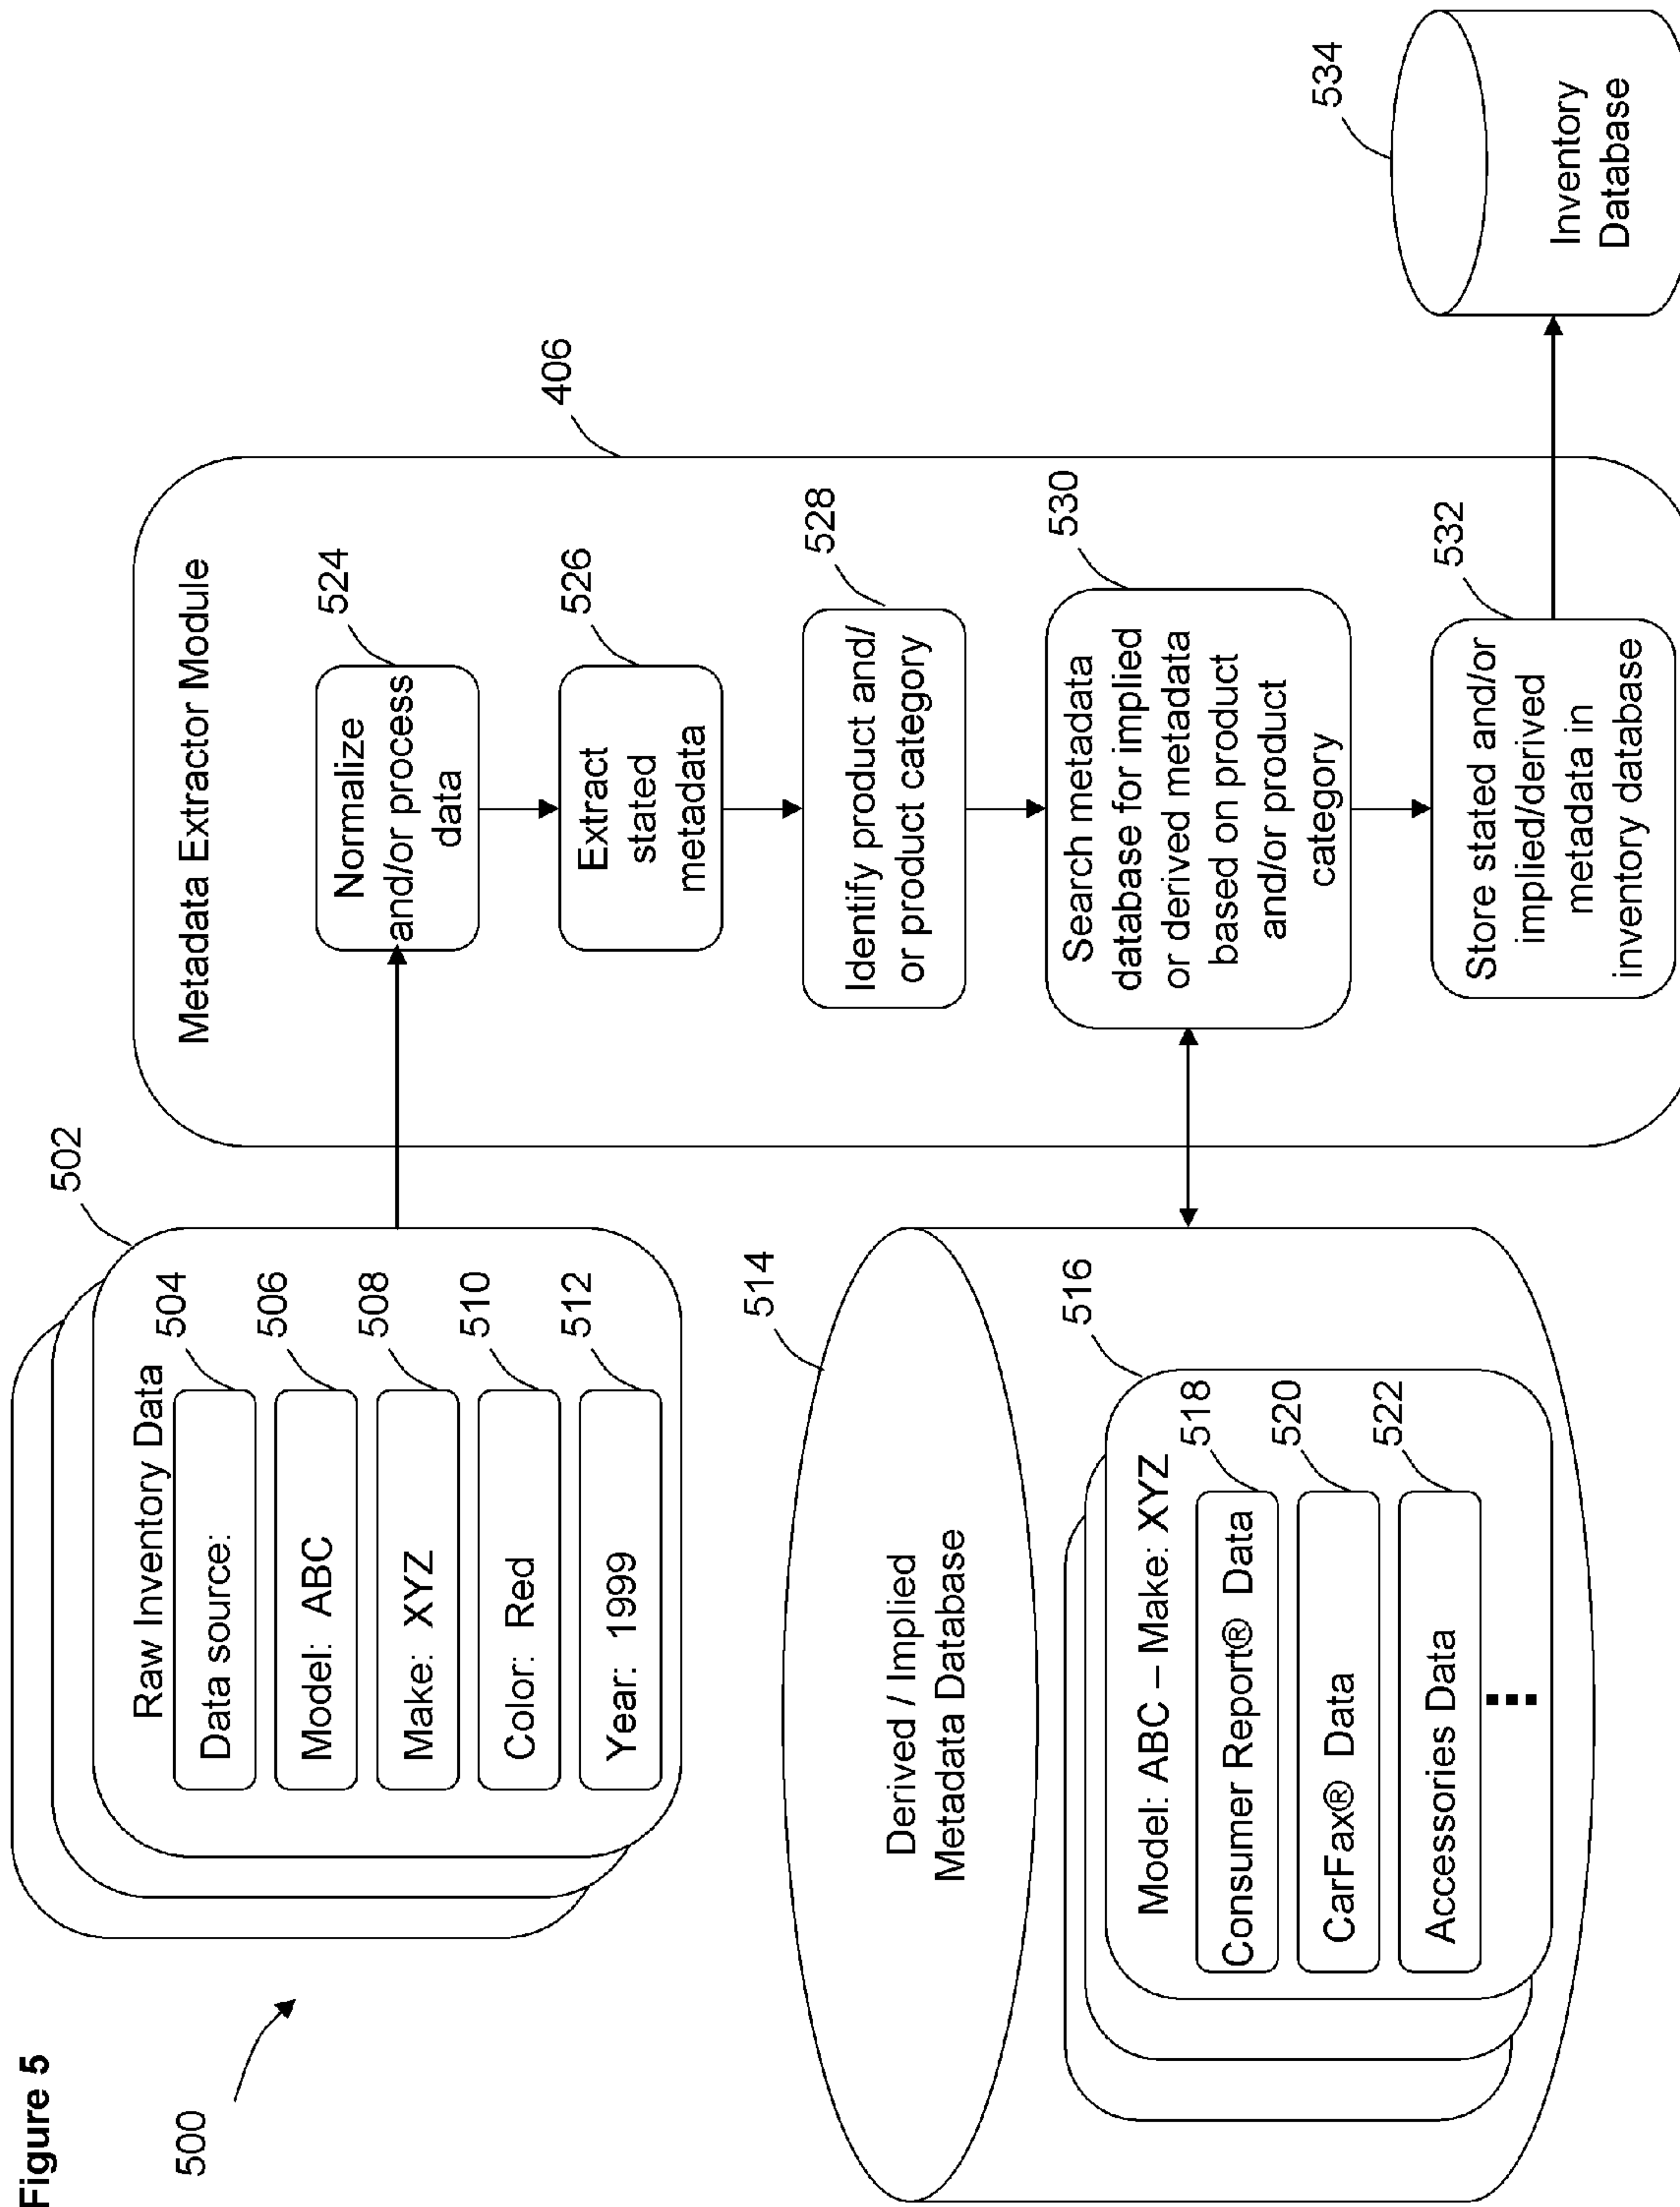 Figure 5
500
502
Raw Inventory Data
Data source:
504
Model: ABC
506
Make: XYZ
508
Color: Red
510
Year: 1999
512
Derived / Implied
Metadata Database
514
516
Model: ABC – Make: XYZ
Consumer Report® Data
518
CarFax® Data
520
Accessories Data
522
Metadata Extractor Module
406
Normalize
and/or process
data
524
Extract
stated
metadata
526
Identify product and/
or product category
528
Search metadata
database for implied
or derived metadata
based on product
and/or product
category
530
Store stated and/or
implied/derived
metadata in
inventory database
532
534
Inventory
Database